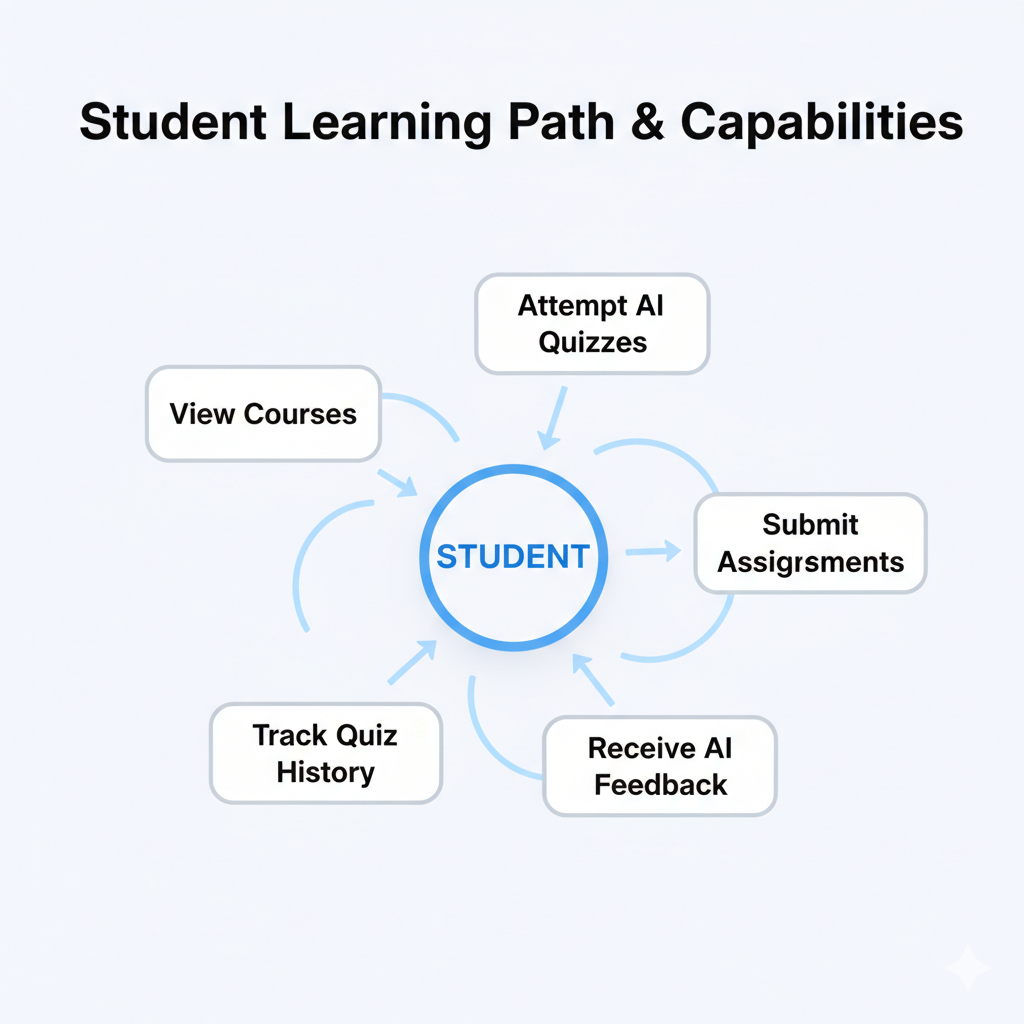 Student Learning Path & Capabilities
Attempt AI
Quizzes
View Courses
STUDENT
Submit
Assigrsments
Track Quiz
History
Receive AI
Feedback